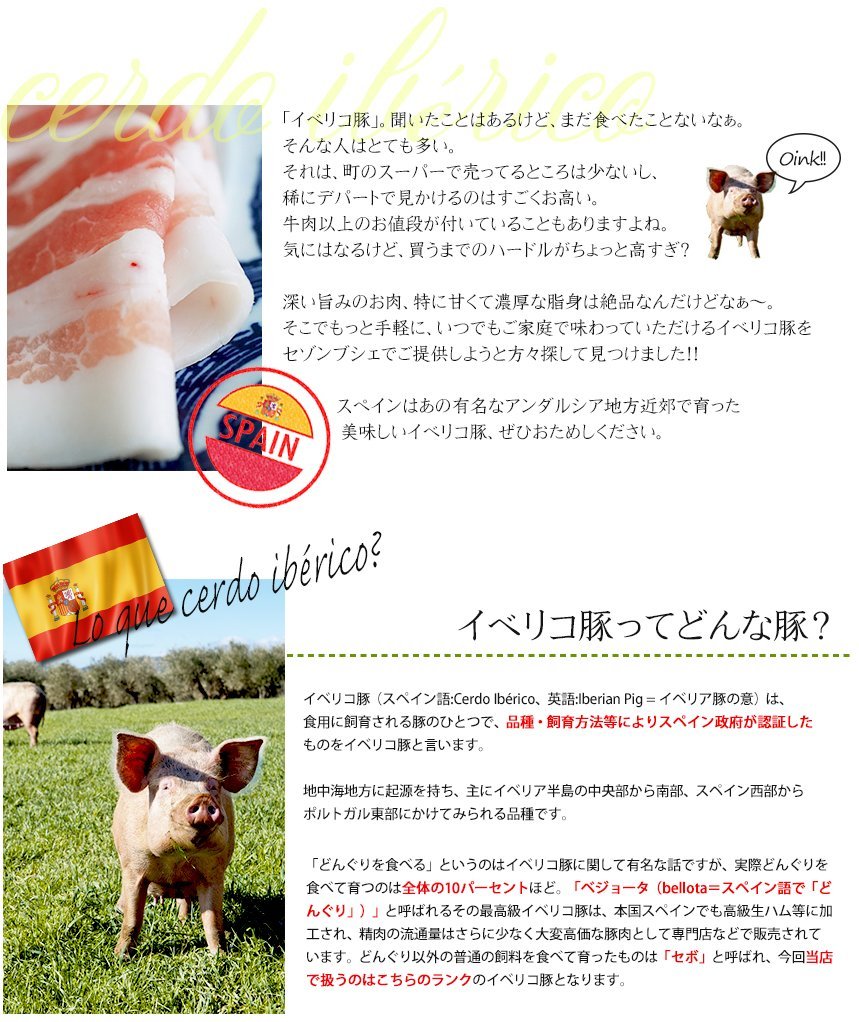 cerdo ibérico
「イベリコ豚」。聞いたことはあるけど、まだ食べたことないなぁ。
そんな人はとても多い。
それは、町のスーパーで売ってるところは少ないし、
稀にデパートで見かけるのはすごくお高い。
牛肉以上のお値段が付いていることもありますよね。
気にはなるけど、買うまでのハードルがちょっと高すぎ?
Oink!!
深い旨みのお肉、特に甘くて濃厚な脂身は絶品なんだけどなぁ〜。
そこでもっと手軽に、いつでもご家庭で味わっていただけるイベリコ豚を
セゾンブシェでご提供しようと方々探して見つけました!!
スペインはあの有名なアンダルシア地方近郊で育った
美味しいイベリコ豚、ぜひおためしください。
SPAIN
Lo que cerdo ibérico?
イベリコ豚ってどんな豚?
イベリコ豚（スペイン語:Cerdo Ibérico、英語:Iberian Pig = イベリア豚の意）は、
食用に飼育される豚のひとつで、品種・飼育方法等によりスペイン政府が認証した
ものをイベリコ豚と言います。
地中海地方に起源を持ち、主にイベリア半島の中央部から南部、スペイン西部から
ポルトガル東部にかけてみられる品種です。
「どんぐりを食べる」というのはイベリコ豚に関して有名な話ですが、実際どんぐりを
食べて育つのは全体の10パーセントほど。「ベジョータ（bellota＝スペイン語で「ど
んぐり」）」と呼ばれるその最高級イベリコ豚は、本国スペインでも高級生ハム等に加
工され、精肉の流通量はさらに少なく大変高価な豚肉として専門店などで販売されて
います。どんぐり以外の普通の飼料を食べて育ったものは「セボ」と呼ばれ、今回当店
で扱うのはこちらのランクのイベリコ豚となります。